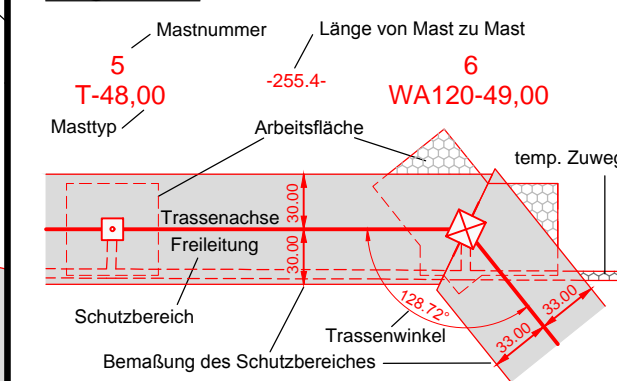 Mastnummer
Länge von Mast zu Mast
5
-255.4-
6
T-48,00
WA120-49,00
Masttyp
Arbeitsfläche
temp. Zuweg
30.00
Trassenachse
Freileitung
30.00
128.72°
33.00
33.00
Schutzbereich
Trassenwinkel
Bemaßung des Schutzbereiches